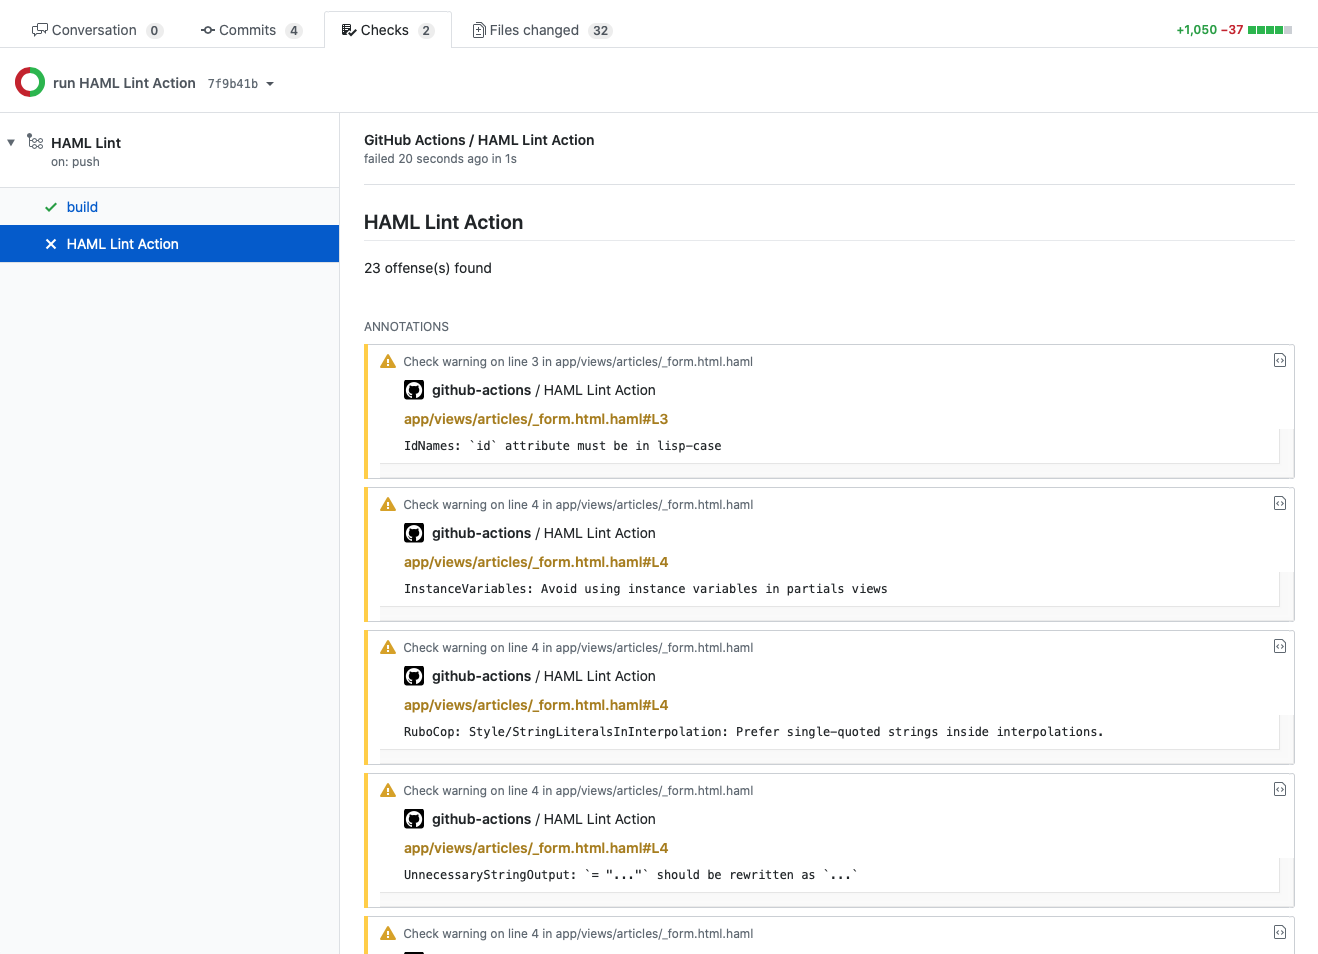 Conversation 0 Commits 4 Checks 2 Files changed 32 +1,050 −37
run HAML Lint Action 7f9b41b
HAML Lint
on: push
build
HAML Lint Action
GitHub Actions / HAML Lint Action
failed 20 seconds ago in 1s
HAML Lint Action
23 offense(s) found
ANNOTATIONS
Check warning on line 3 in app/views/articles/_form.html.haml
github-actions / HAML Lint Action
app/views/articles/_form.html.haml#L3
IdNames: `id` attribute must be in lisp-case
Check warning on line 4 in app/views/articles/_form.html.haml
github-actions / HAML Lint Action
app/views/articles/_form.html.haml#L4
InstanceVariables: Avoid using instance variables in partials views
Check warning on line 4 in app/views/articles/_form.html.haml
github-actions / HAML Lint Action
app/views/articles/_form.html.haml#L4
RuboCop: Style/StringLiteralsInInterpolation: Prefer single-quoted strings inside interpolations.
Check warning on line 4 in app/views/articles/_form.html.haml
github-actions / HAML Lint Action
app/views/articles/_form.html.haml#L4
UnnecessaryStringOutput: `= "..."` should be rewritten as `...`
Check warning on line 4 in app/views/articles/_form.html.haml